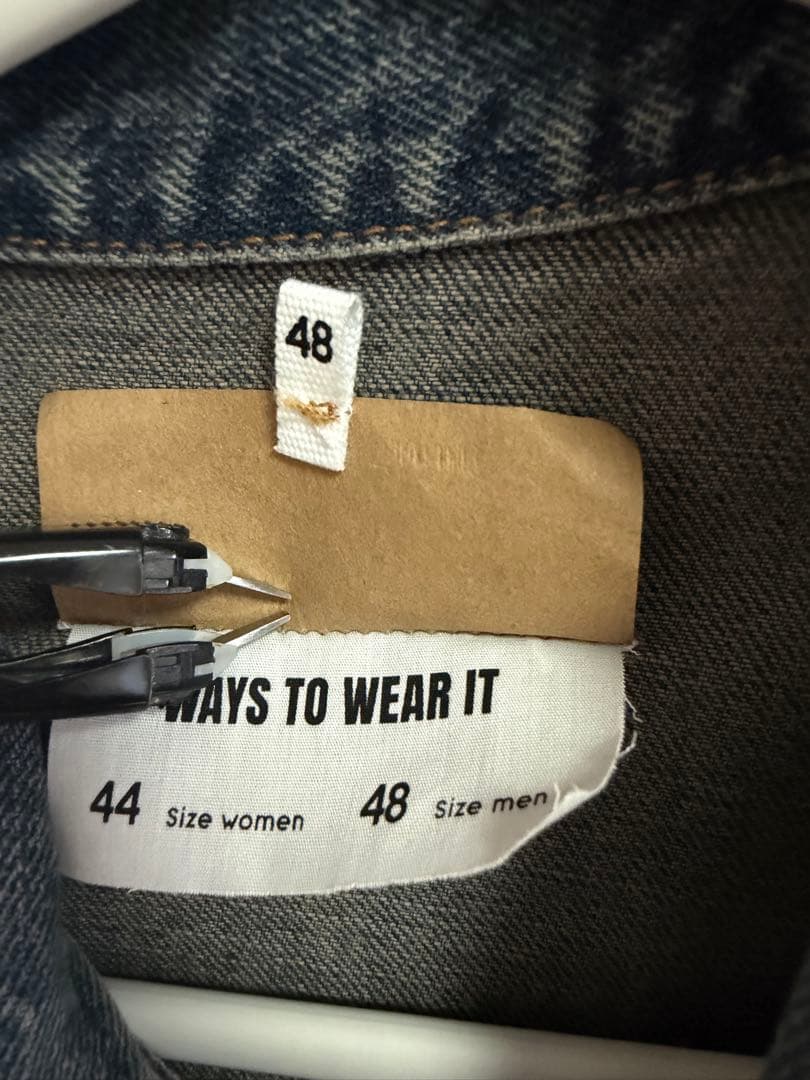 48
WAYS TO WEAR IT
44 Size women 48 Size men